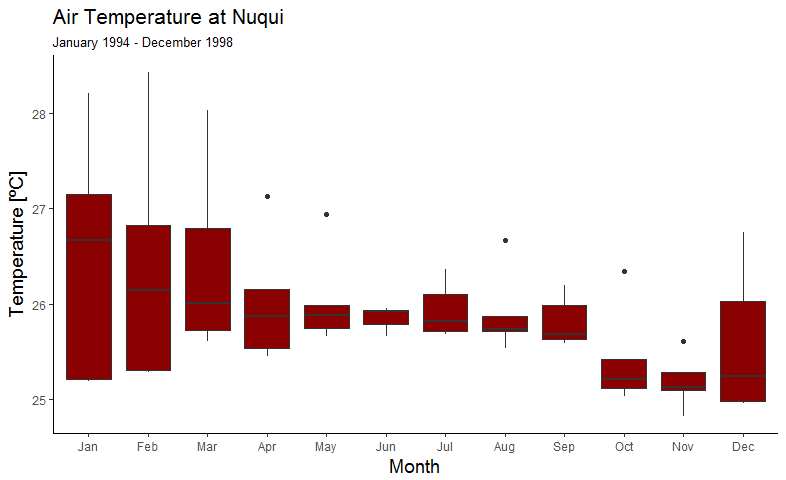 Air Temperature at Nuqui
January 1994 - December 1998
Temperature [ºC]
28
27
26
25
Jan Feb Mar Apr May Jun Jul Aug Sep Oct Nov Dec
Month